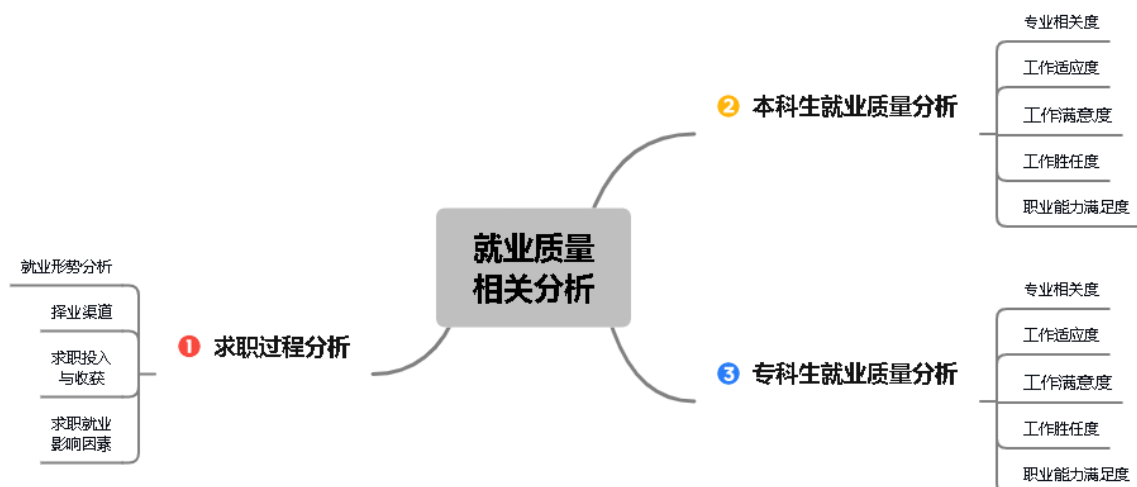 就业质量
相关分析
❶ 求职过程分析
就业形势分析
择业渠道
求职投入
与收获
求职就业
影响因素
❷ 本科生就业质量分析
专业相关度
工作适应度
工作满意度
工作胜任度
职业能力满足度
❸ 专科生就业质量分析
专业相关度
工作适应度
工作满意度
工作胜任度
职业能力满足度